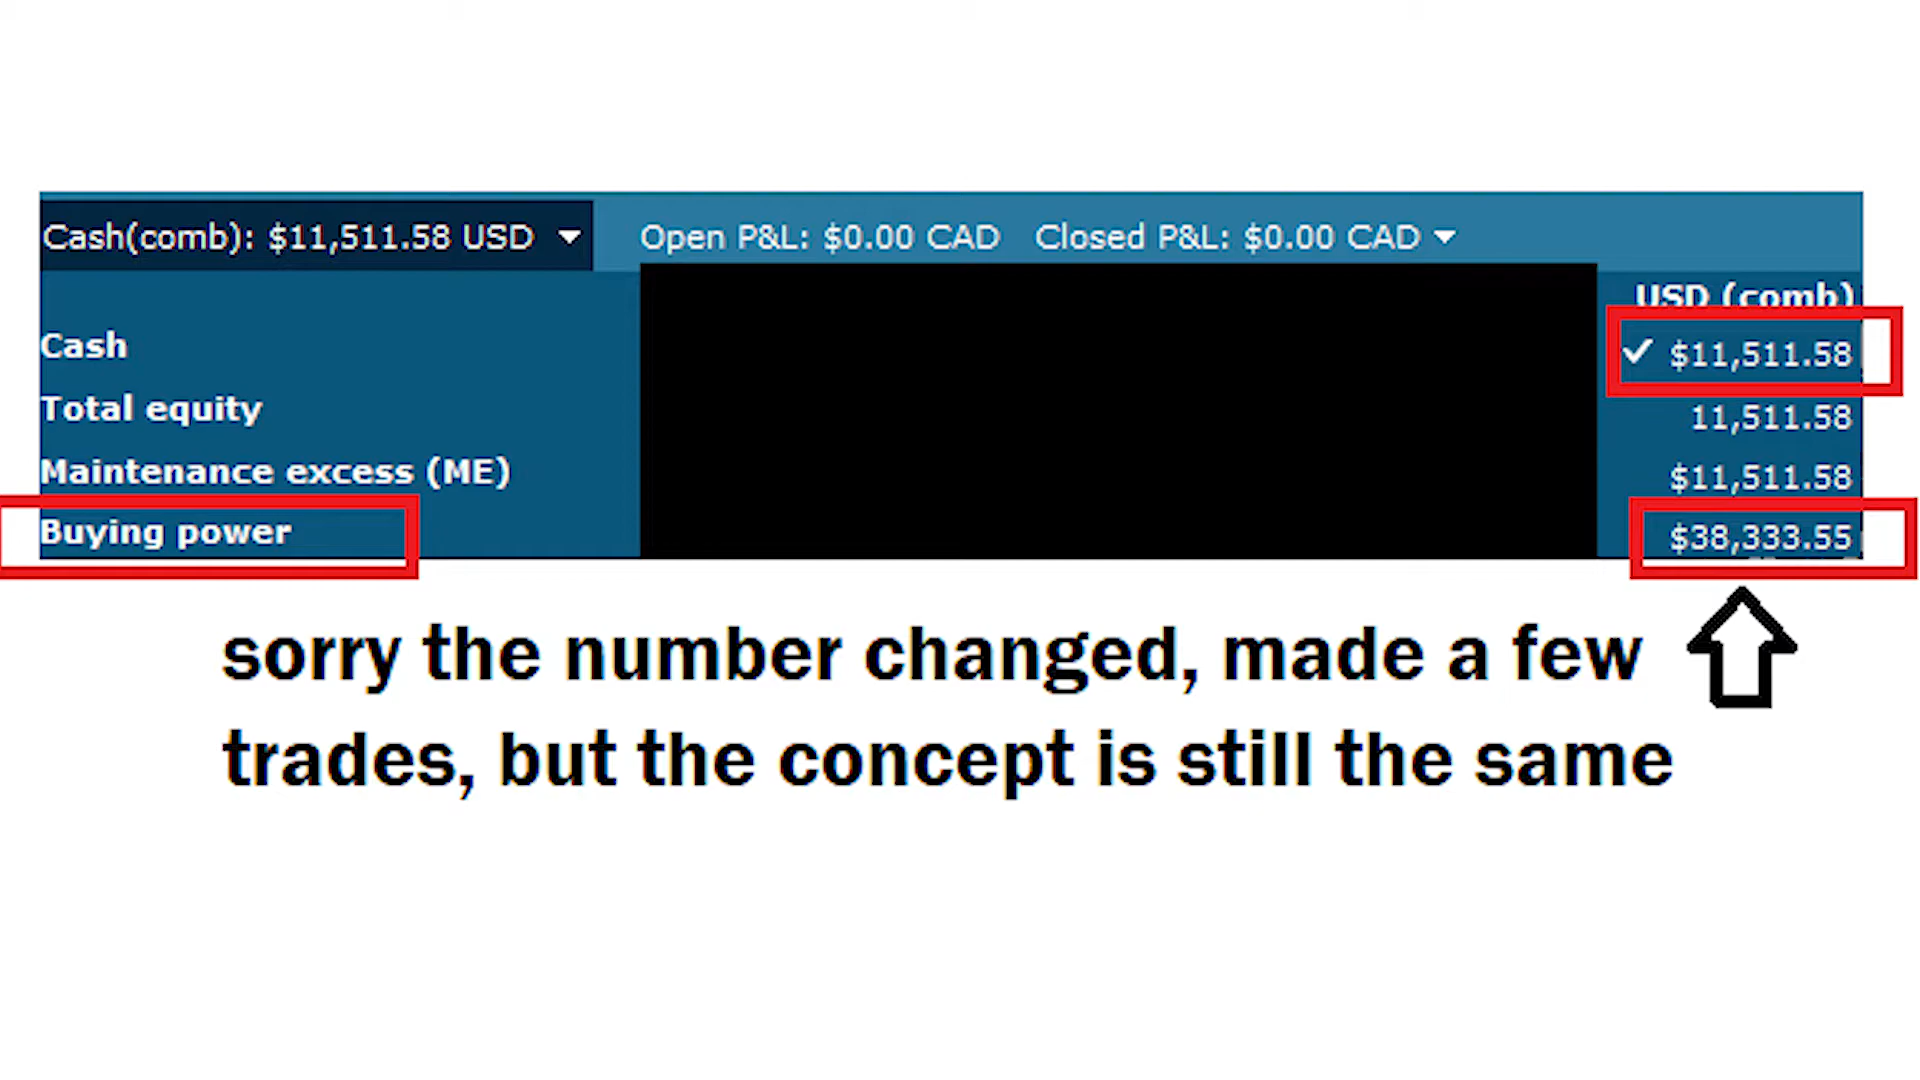 Cash(comb): $11,511.58 USD Open P&L: $0.00 CAD Closed P&L: $0.00 CAD
USD (comb)
Cash $11,511.58
Total equity 11,511.58
Maintenance excess (ME) $11,511.58
Buying power $38,333.55
sorry the number changed, made a few
trades, but the concept is still the same